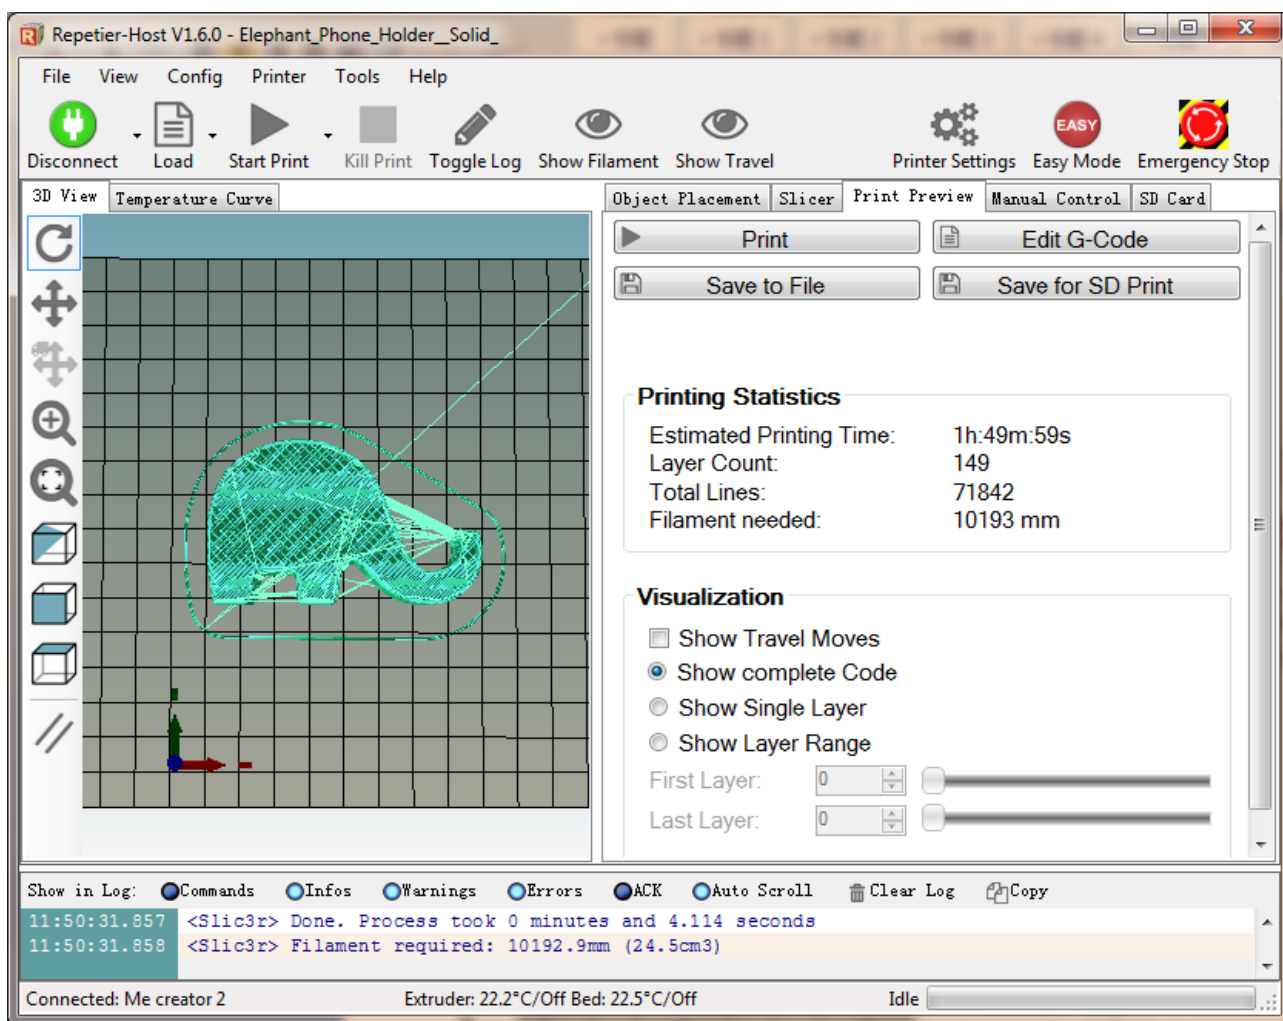 Repetier-Host V1.6.0 - Elephant_Phone_Holder__Solid_
File View Config Printer Tools Help
EASY
Disconnect Load Start Print Kill Print Toggle Log Show Filament Show Travel Printer Settings Easy Mode Emergency Stop
3D View Temperature Curve Object Placement Slicer Print Preview Manual Control SD Card
Print Edit G-Code
Save to File Save for SD Print
Printing Statistics
Estimated Printing Time: 1h:49m:59s
Layer Count: 149
Total Lines: 71842
Filament needed: 10193 mm
Visualization
Show Travel Moves
Show complete Code
Show Single Layer
Show Layer Range
First Layer: 0
Last Layer: 0
Show in Log: Commands Infos Warnings Errors ACK Auto Scroll Clear Log Copy
11:50:31.857 <Slic3r> Done. Process took 0 minutes and 4.114 seconds
11:50:31.858 <Slic3r> Filament required: 10192.9mm (24.5cm3)
Connected: Me creator 2 Extruder: 22.2°C/Off Bed: 22.5°C/Off Idle